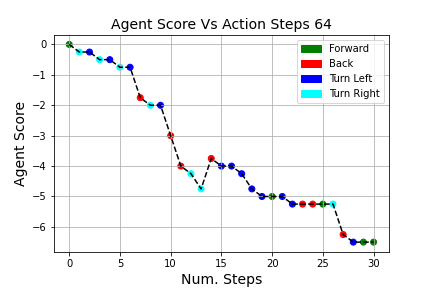 Agent Score Vs Action Steps 64
Agent Score
0
−1
−2
−3
−4
−5
−6
Forward
Back
Turn Left
Turn Right
0 5 10 15 20 25 30
Num. Steps